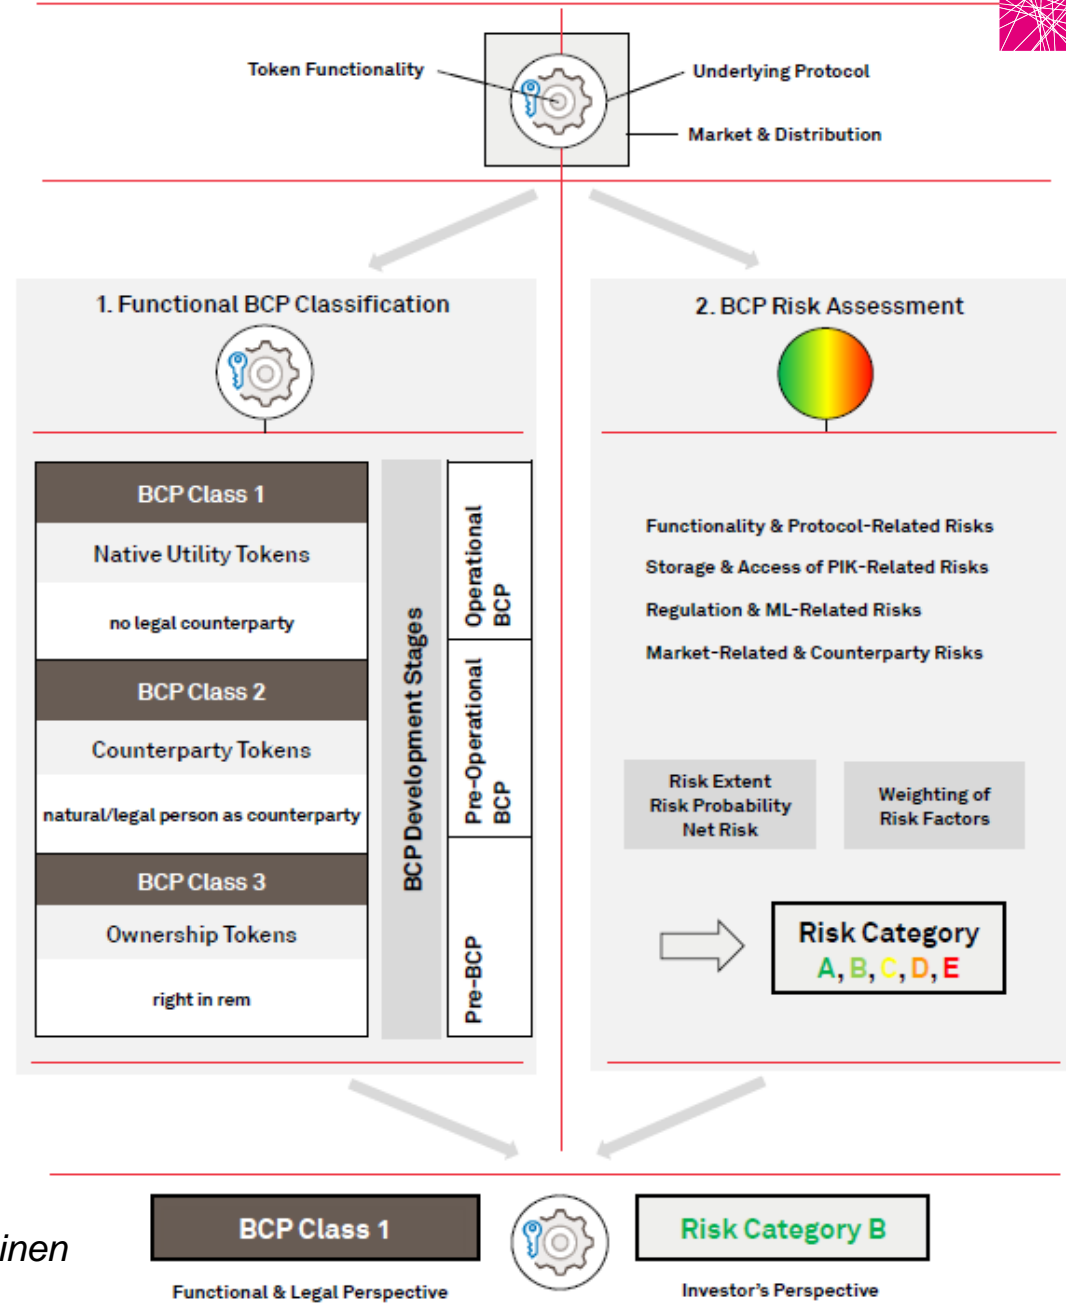 Token Functionality
Underlying Protocol
Market & Distribution
1. Functional BCP Classification
BCP Class 1
Native Utility Tokens
no legal counterparty
BCP Class 2
Counterparty Tokens
natural/legal person as counterparty
BCP Class 3
Ownership Tokens
right in rem
BCP Development Stages
Operational
BCP
Pre-Operational
BCP
Pre-BCP
2. BCP Risk Assessment
Functionality & Protocol-Related Risks
Storage & Access of PIK-Related Risks
Regulation & ML-Related Risks
Market-Related & Counterparty Risks
Risk Extent
Risk Probability
Net Risk
Weighting of
Risk Factors
Risk Category
A, B, C, D, E
inen
BCP Class 1
Functional & Legal Perspective
Risk Category B
Investor's Perspective